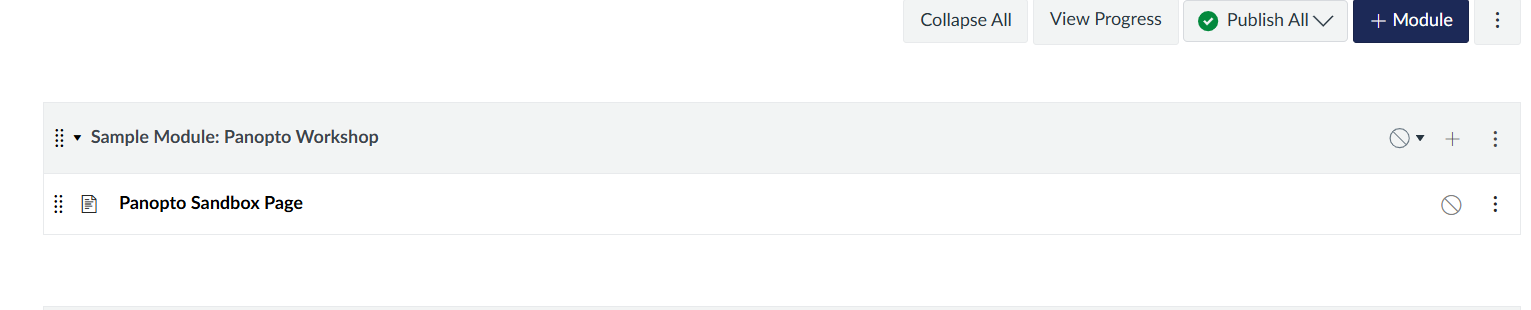 Collapse All View Progress Publish All + Module
Sample Module: Panopto Workshop
Panopto Sandbox Page